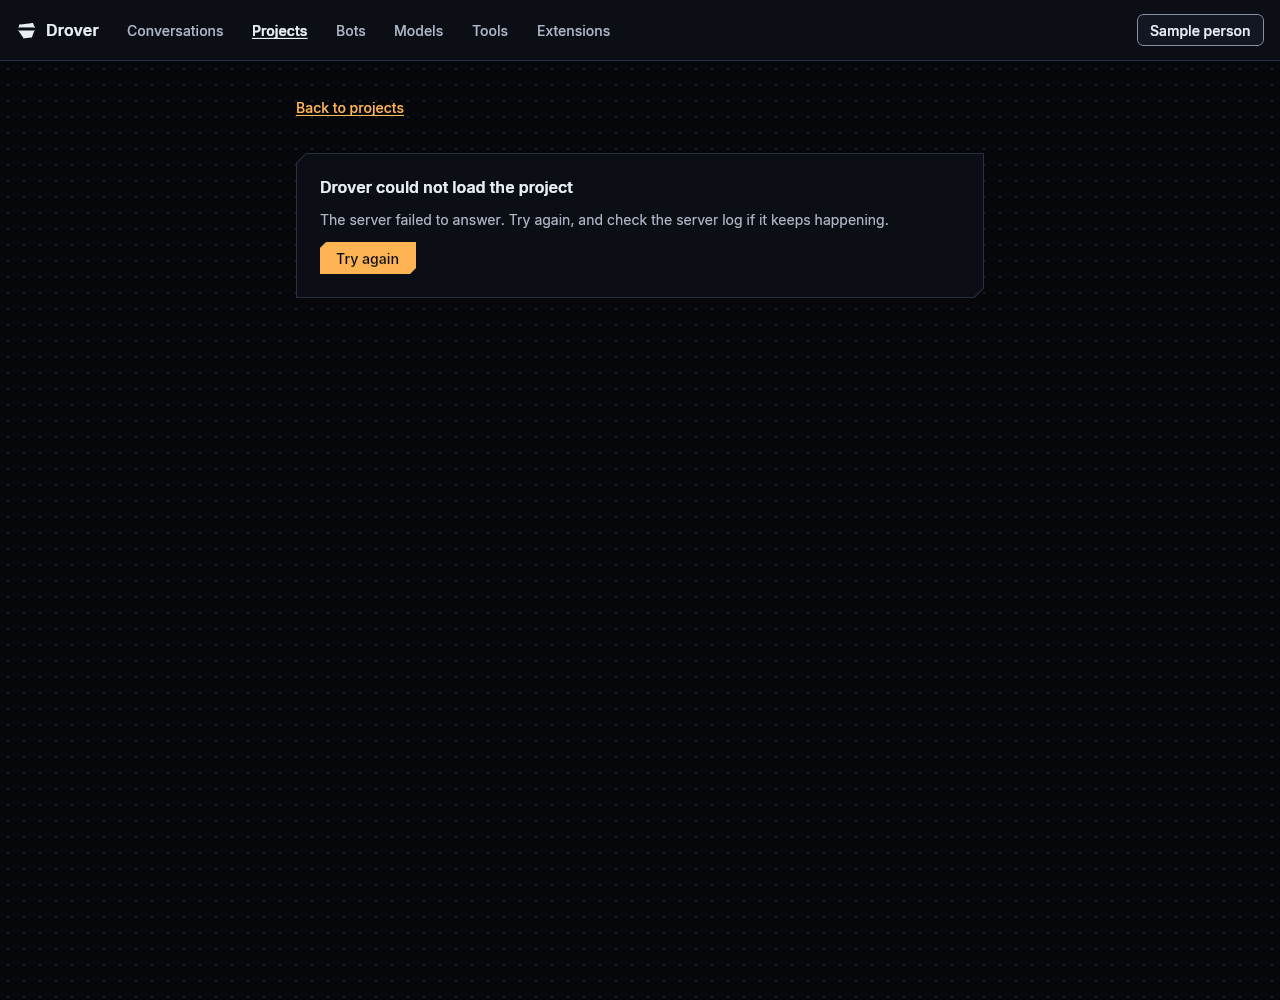 Drover
Conversations
Projects
Bots
Models
Tools
Extensions
Sample person
Back to projects
Drover could not load the project
The server failed to answer. Try again, and check the server log if it keeps happening.
Try again